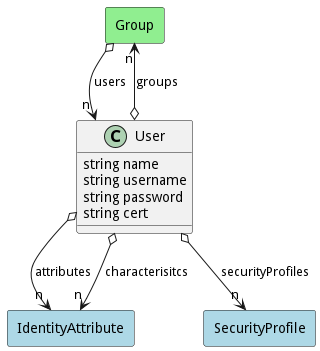 Group
users
groups
n
n
C User
string name
string username
string password
string cert
attributes
characterisitcs
securityProfiles
n
n
n
IdentityAttribute
SecurityProfile